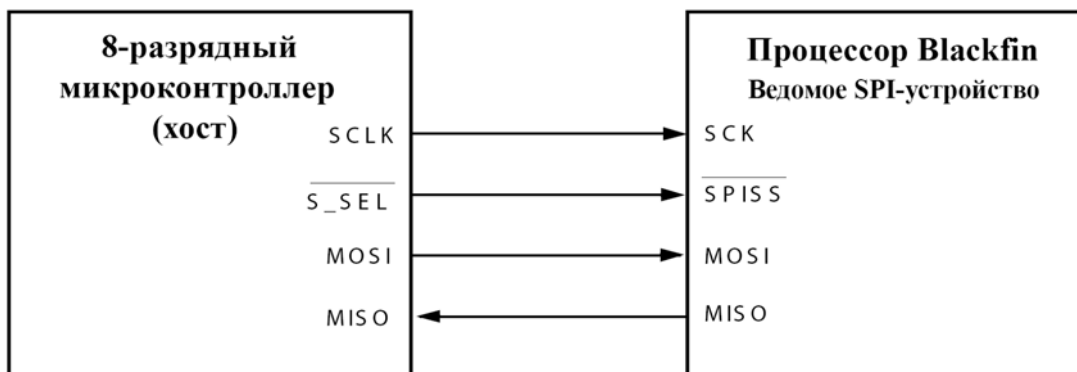 8-разрядный
микроконтроллер
(хост)
SCLK
S_SEL
MOSI
MISO
Процессор Blackfin
Ведомое SPI-устройство
SCK
SPISS
MOSI
MISO